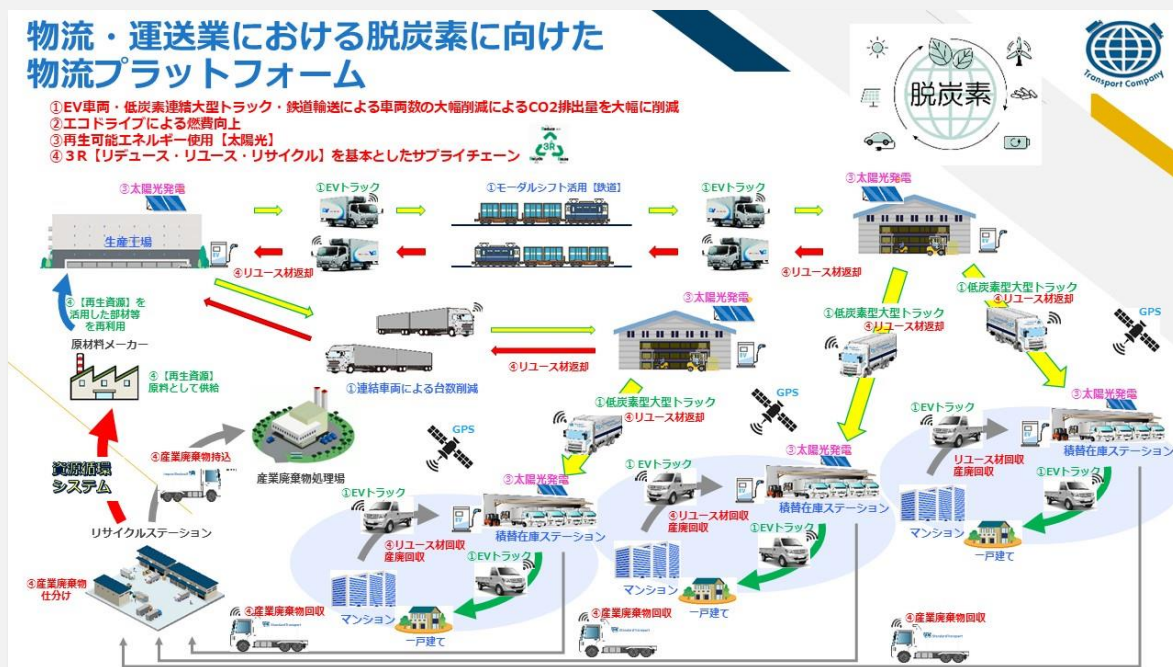 物流・運送業における脱炭素に向けた
物流プラットフォーム
①EV車両・低炭素連結大型トラック・鉄道輸送による車両数の大幅削減によるCO2排出量を大幅に削減
②エコドライブによる燃費向上
③再生可能エネルギー使用【太陽光】
④3R【リデュース・リユース・リサイクル】を基本としたサプライチェーン
3R
脱炭素
Transport Company
③太陽光発電
①EVトラック
①モーダルシフト活用【鉄道】
①EVトラック
③太陽光発電
生産工場
EV
④リユース材返却
④リユース材返却
④リユース材返却
④【再生資源】を
活用した部材等
を再利用
原材料メーカー
④【再生資源】
原料として供給
①連結車両による台数削減
④リユース材返却
③太陽光発電
①低炭素型大型トラック
④リユース材返却
①低炭素型大型トラック
④リユース材返却
①低炭素型大型トラック
④リユース材返却
GPS
GPS
GPS
資源循環
システム
④産業廃棄物持込
産業廃棄物処理場
リサイクルステーション
④産業廃棄物
仕分け
①EVトラック
③太陽光発電
EV
積替在庫ステーション
④リユース材回収
産廃回収
①EVトラック
マンション
一戸建て
①EVトラック
③太陽光発電
EV
積替在庫ステーション
④リユース材回収
産廃回収
①EVトラック
マンション
一戸建て
①EVトラック
③太陽光発電
EV
積替在庫ステーション
リユース材回収
産廃回収
①EVトラック
マンション
一戸建て
④産業廃棄物回収
④産業廃棄物回収
④産業廃棄物回収